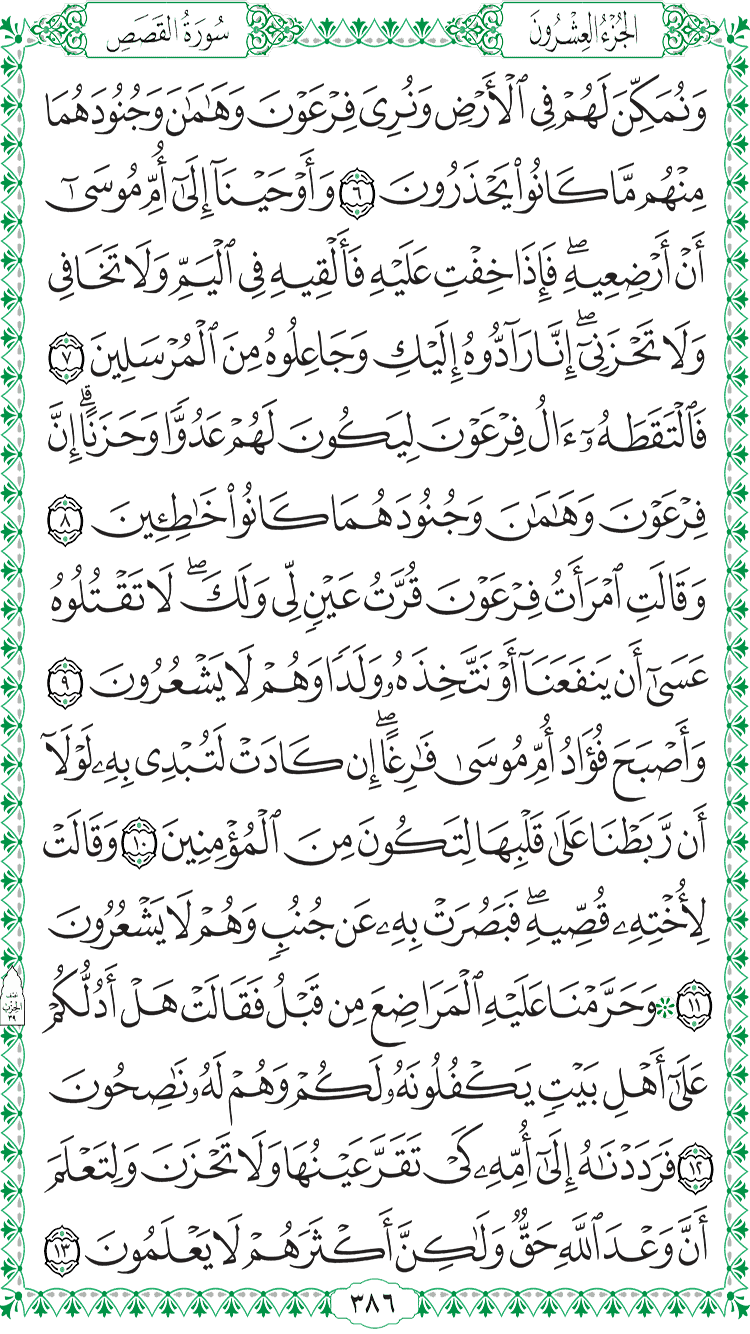 الجُزْءُ العِشْرُونَ
سُورَةُ القَصَصِ
وَنُمَكِّنَ لَهُمۡ فِي ٱلۡأَرۡضِ وَنُرِيَ فِرۡعَوۡنَ وَهَٰمَٰنَ وَجُنُودَهُمَا
مِنۡهُم مَّا كَانُواْ يَحۡذَرُونَ ٦ وَأَوۡحَيۡنَآ إِلَىٰٓ أُمِّ مُوسَىٰٓ
أَنۡ أَرۡضِعِيهِۖ فَإِذَا خِفۡتِ عَلَيۡهِ فَأَلۡقِيهِ فِي ٱلۡيَمِّ وَلَا تَخَافِي
وَلَا تَحۡزَنِيٓۖ إِنَّا رَآدُّوهُ إِلَيۡكِ وَجَاعِلُوهُ مِنَ ٱلۡمُرۡسَلِينَ ٧
فَٱلۡتَقَطَهُۥٓ ءَالُ فِرۡعَوۡنَ لِيَكُونَ لَهُمۡ عَدُوّٗا وَحَزَنًاۗ إِنَّ
فِرۡعَوۡنَ وَهَٰمَٰنَ وَجُنُودَهُمَا كَانُواْ خَٰطِـِٔينَ ٨
وَقَالَتِ ٱمۡرَأَتُ فِرۡعَوۡنَ قُرَّتُ عَيۡنٖ لِّي وَلَكَۖ لَا تَقۡتُلُوهُ
عَسَىٰٓ أَن يَنفَعَنَآ أَوۡ نَتَّخِذَهُۥ وَلَدٗا وَهُمۡ لَا يَشۡعُرُونَ ٩
وَأَصۡبَحَ فُؤَادُ أُمِّ مُوسَىٰ فَٰرِغًاۖ إِن كَادَتۡ لَتُبۡدِي بِهِۦ لَوۡلَآ
أَن رَّبَطۡنَا عَلَىٰ قَلۡبِهَا لِتَكُونَ مِنَ ٱلۡمُؤۡمِنِينَ ١٠ وَقَالَتۡ
لِأُخۡتِهِۦ قُصِّيهِۖ فَبَصُرَتۡ بِهِۦ عَن جُنُبٖ وَهُمۡ لَا يَشۡعُرُونَ
١١ ۞ وَحَرَّمۡنَا عَلَيۡهِ ٱلۡمَرَاضِعَ مِن قَبۡلُ فَقَالَتۡ هَلۡ أَدُلُّكُمۡ
نصف
الحزب
٣٩
عَلَىٰٓ أَهۡلِ بَيۡتٖ يَكۡفُلُونَهُۥ لَكُمۡ وَهُمۡ لَهُۥ نَٰصِحُونَ
١٢ فَرَدَدۡنَٰهُ إِلَىٰٓ أُمِّهِۦ كَيۡ تَقَرَّ عَيۡنُهَا وَلَا تَحۡزَنَ وَلِتَعۡلَمَ
أَنَّ وَعۡدَ ٱللَّهِ حَقّٞ وَلَٰكِنَّ أَكۡثَرَهُمۡ لَا يَعۡلَمُونَ ١٣
٣٨٦